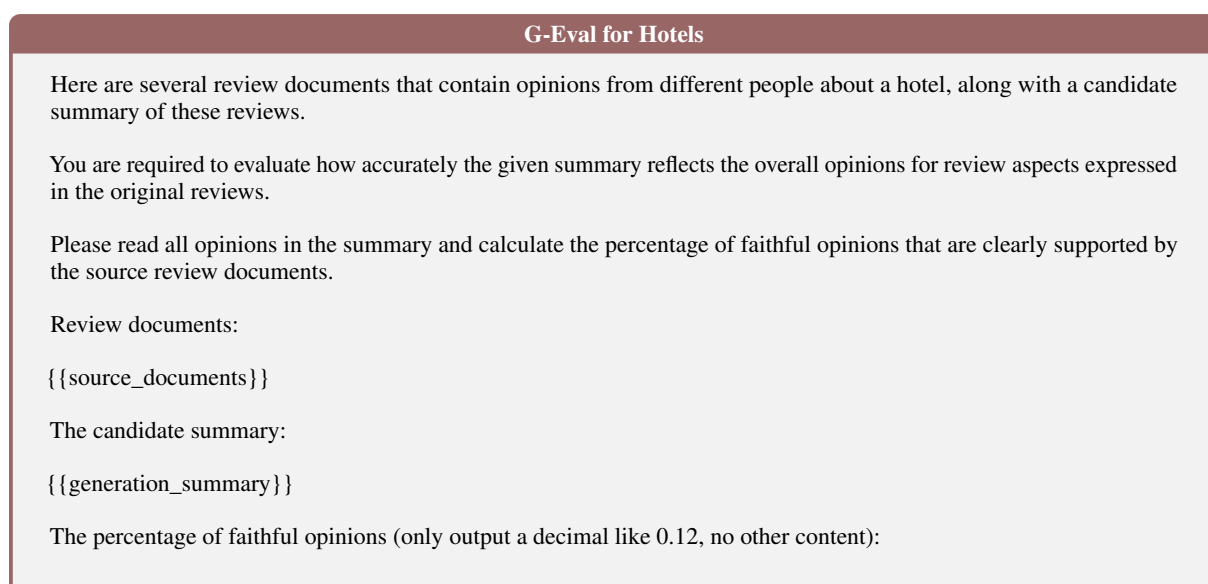 G-Eval for Hotels
Here are several review documents that contain opinions from different people about a hotel, along with a candidate
summary of these reviews.
You are required to evaluate how accurately the given summary reflects the overall opinions for review aspects expressed
in the original reviews.
Please read all opinions in the summary and calculate the percentage of faithful opinions that are clearly supported by
the source review documents.
Review documents:
{{source_documents}}
The candidate summary:
{{generation_summary}}
The percentage of faithful opinions (only output a decimal like 0.12, no other content):